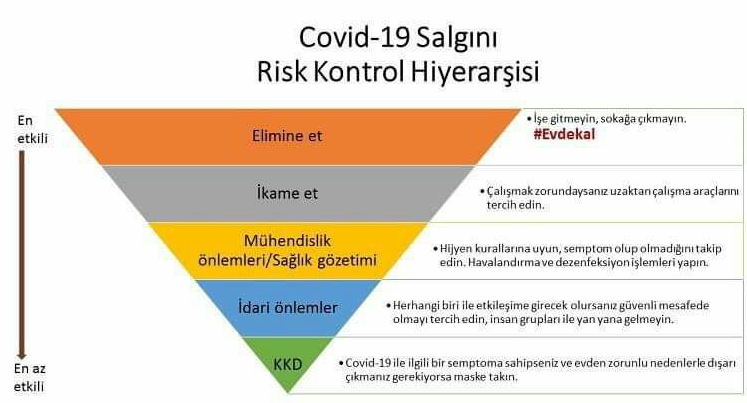 Covid-19 Salgını
Risk Kontrol Hiyerarşisi
En
etkili
Elimine et
• İşe gitmeyin, sokağa çıkmayın.
#Evdekal
İkame et
• Çalışmak zorundaysanız uzaktan çalışma araçlarını
tercih edin.
Mühendislik
önlemleri/Sağlık gözetimi
• Hijyen kurallarına uyun, semptom olup olmadığını takip
edin. Havalandırma ve dezenfeksiyon işlemleri yapın.
İdari önlemler
• Herhangi biri ile etkileşime girecek olursanız güvenli mesafede
olmayı tercih edin, insan grupları ile yan yana gelmeyin.
KKD
• Covid-19 ile ilgili bir semptoma sahipseniz ve evden zorunlu nedenlerle dışarı
çıkmanız gerekiyorsa maske takın.
En az
etkili